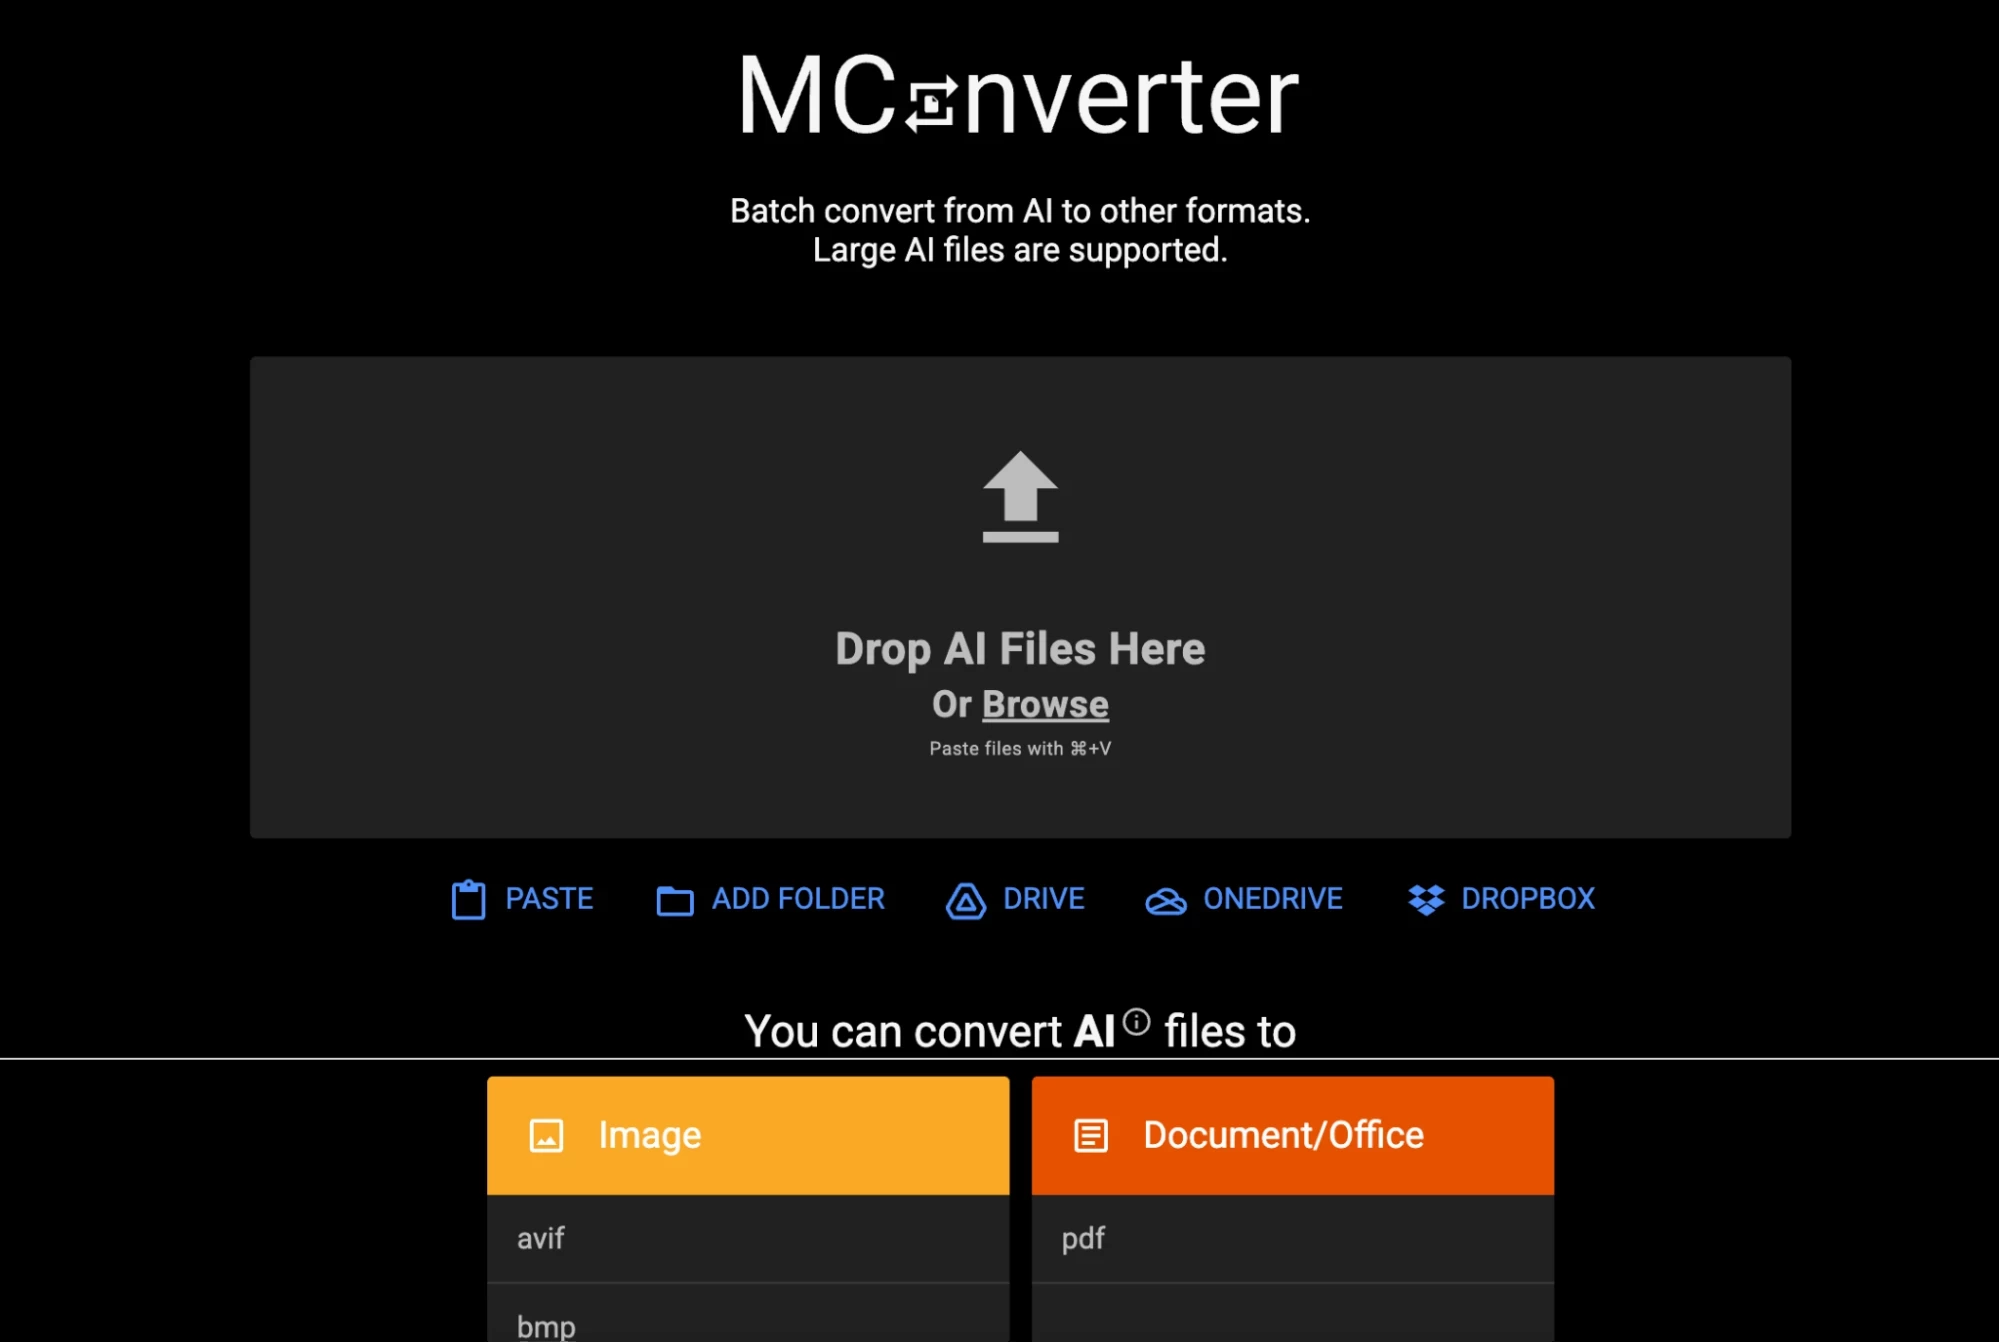 MCnverter
Batch convert from AI to other formats.
Large AI files are supported.
Drop AI Files Here
Or Browse
Paste files with ⌘+V
PASTE ADD FOLDER DRIVE ONEDRIVE DROPBOX
You can convert AI files to
Image
Document/Office
avif
pdf
bmp